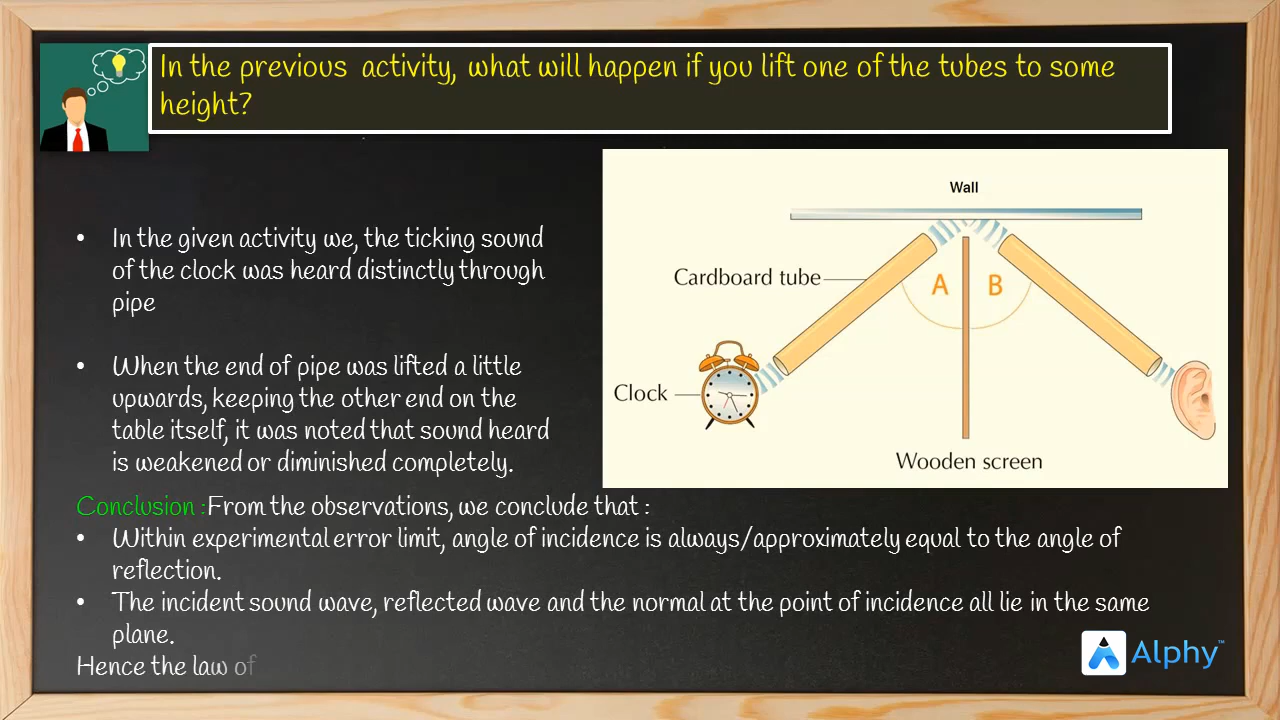 In the previous activity, what will happen if you lift one of the tubes to some
height?
• In the given activity we, the ticking sound
of the clock was heard distinctly through
pipe
• When the end of pipe was lifted a little
upwards, keeping the other end on the
table itself, it was noted that sound heard
is weakened or diminished completely.
Wall
Cardboard tube
A B
Clock
Wooden screen
Conclusion :From the observations, we conclude that :
• Within experimental error limit, angle of incidence is always/approximately equal to the angle of
reflection.
• The incident sound wave, reflected wave and the normal at the point of incidence all lie in the same
plane.
Hence the law of
Alphy™